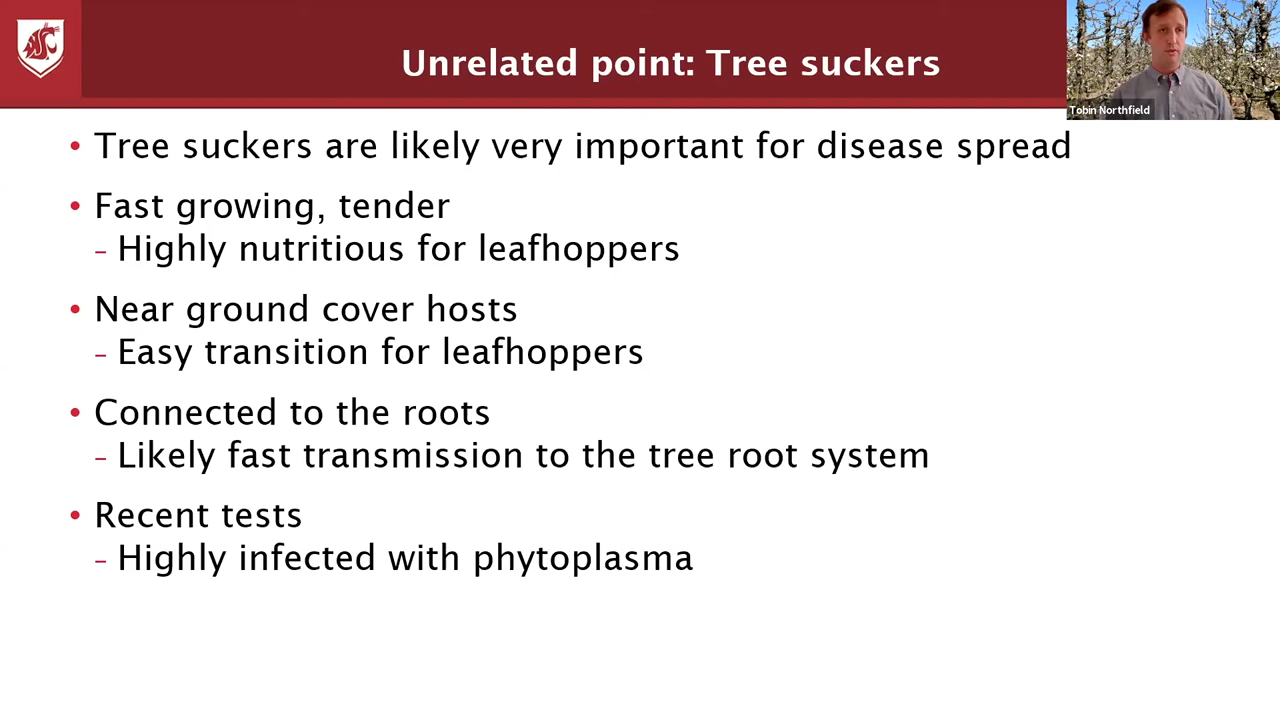 Unrelated point: Tree suckers
Tobin Northfield
• Tree suckers are likely very important for disease spread
• Fast growing, tender
– Highly nutritious for leafhoppers
• Near ground cover hosts
– Easy transition for leafhoppers
• Connected to the roots
– Likely fast transmission to the tree root system
• Recent tests
– Highly infected with phytoplasma